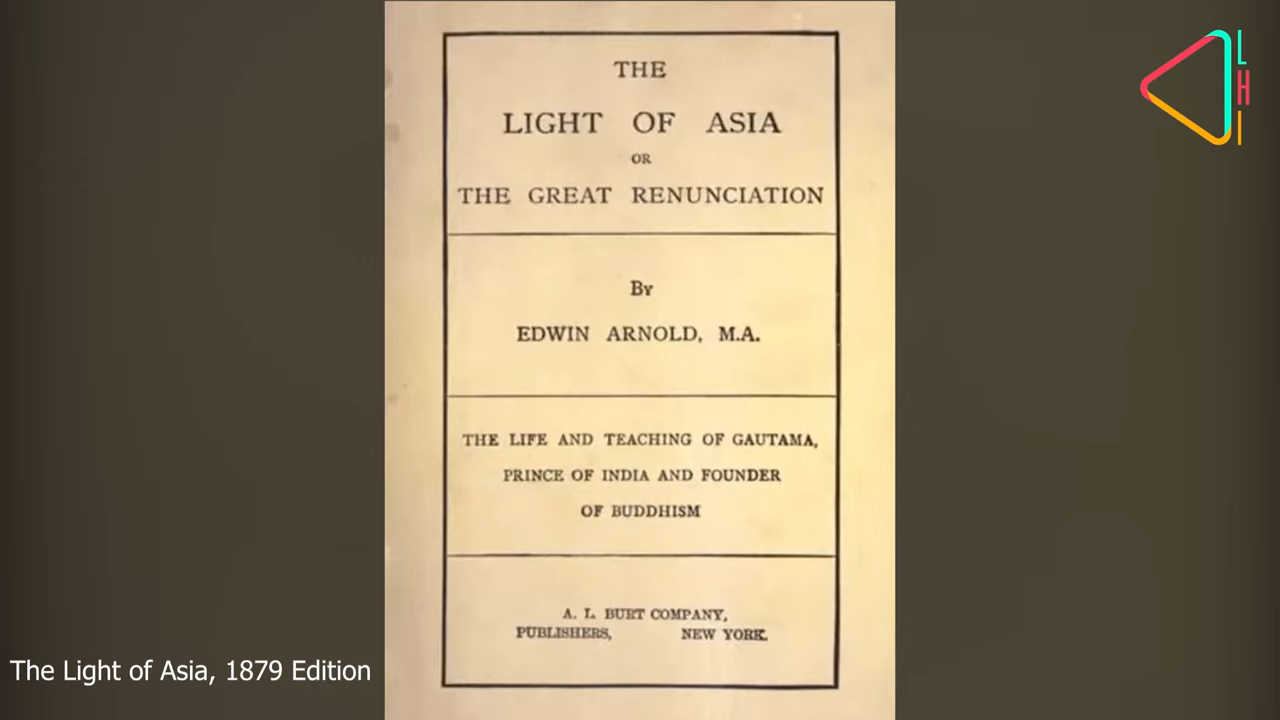 THE
LIGHT OF ASIA
OR
THE GREAT RENUNCIATION
By
EDWIN ARNOLD, M.A.
THE LIFE AND TEACHING OF GAUTAMA,
PRINCE OF INDIA AND FOUNDER
OF BUDDHISM
A. L. BURT COMPANY,
PUBLISHERS, NEW YORK.
The Light of Asia, 1879 Edition
LHI